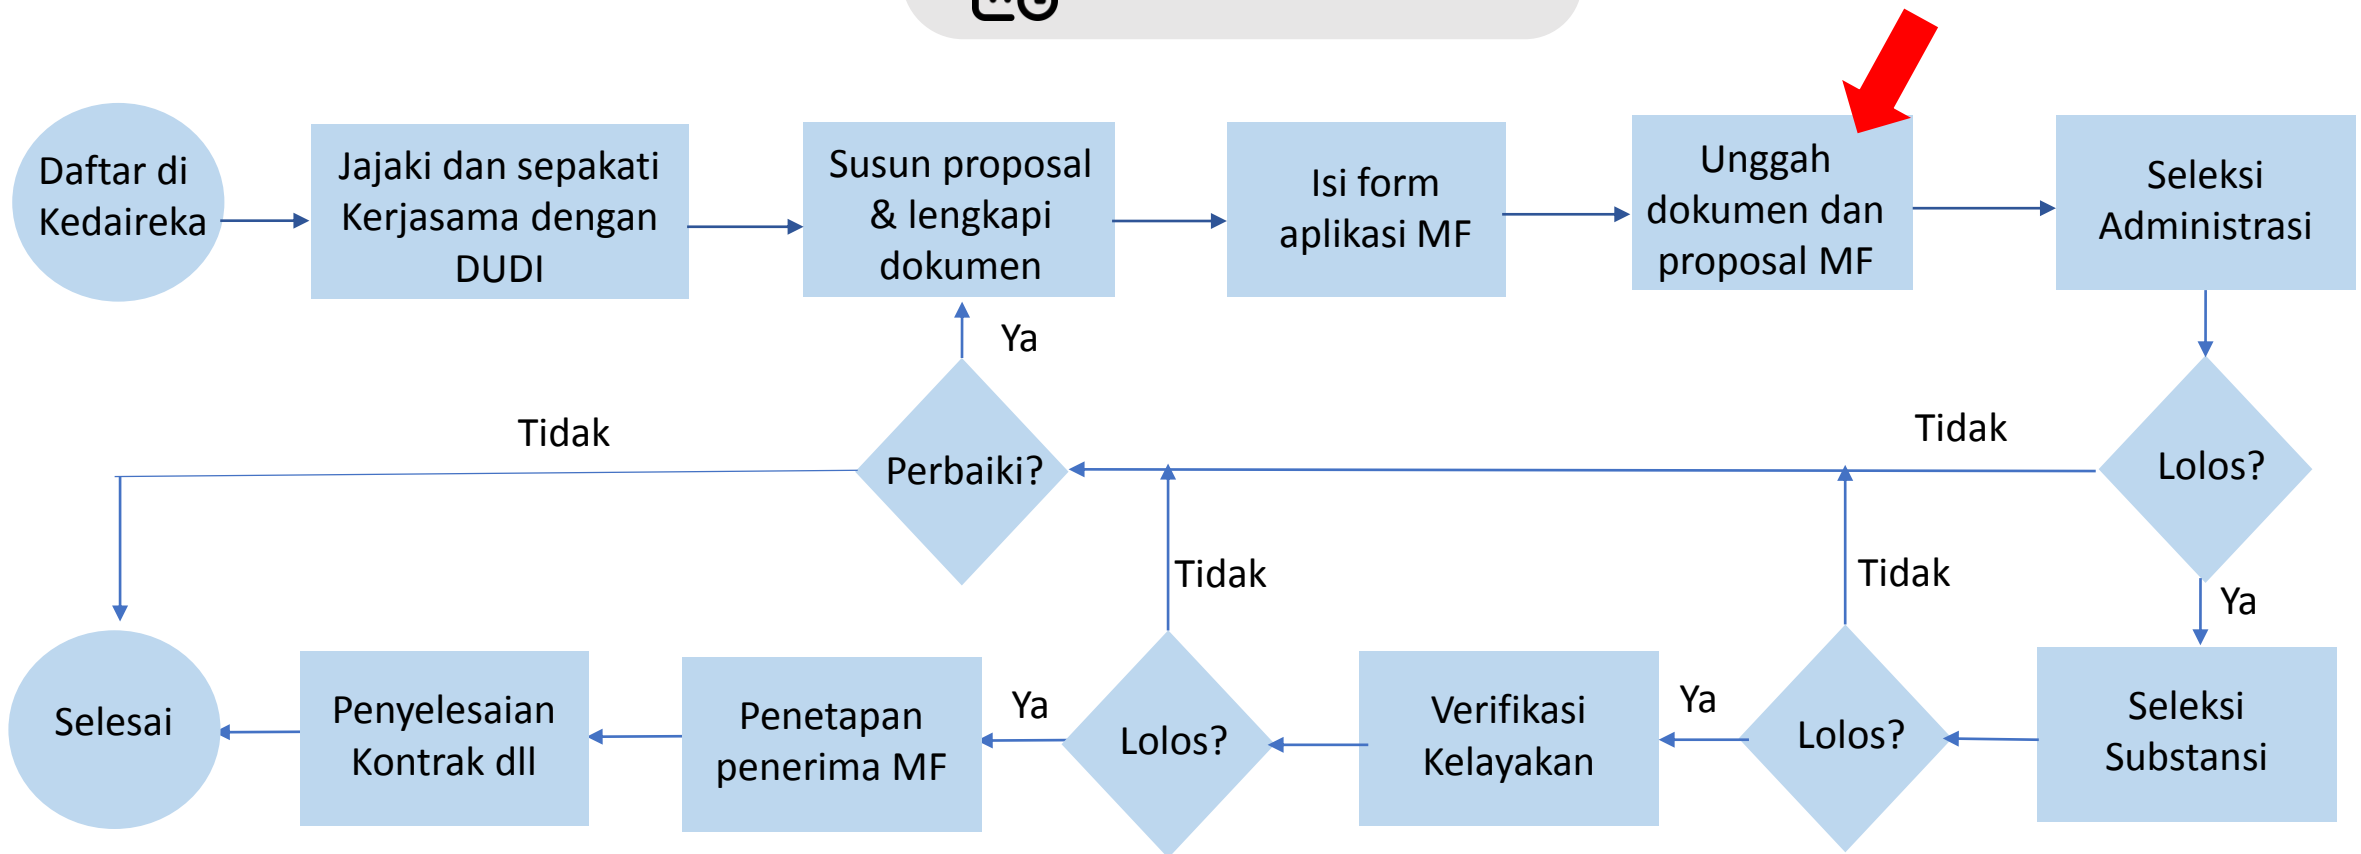 Daftar di
Kedaireka
Jajaki dan sepakati
Kerjasama dengan
DUDI
Susun proposal
& lengkapi
dokumen
Isi form
aplikasi MF
Unggah
dokumen dan
proposal MF
Seleksi
Administrasi
Ya
Tidak
Perbaiki?
Tidak
Lolos?
Tidak
Tidak
Ya
Selesai
Penyelesaian
Kontrak dll
Penetapan
penerima MF
Ya
Lolos?
Verifikasi
Kelayakan
Ya
Lolos?
Seleksi
Substansi